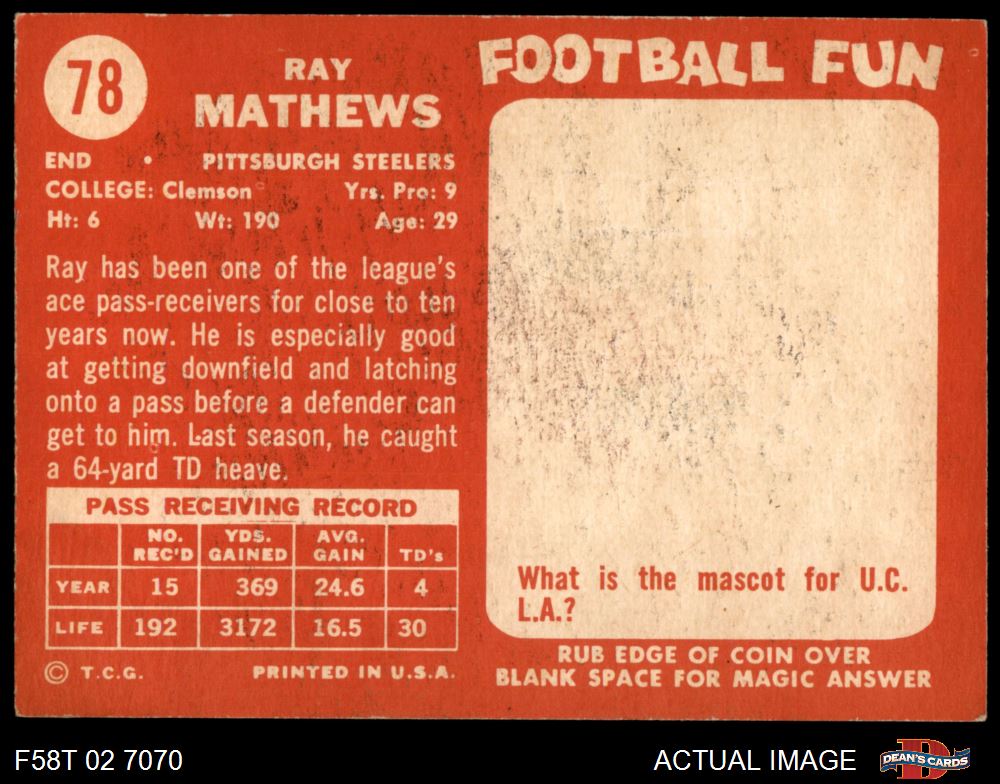 78
RAY
MATHEWS
END • PITTSBURGH STEELERS
COLLEGE: Clemson Yrs. Pro: 9
Ht: 6 Wt: 190 Age: 29
Ray has been one of the league's
ace pass-receivers for close to ten
years now. He is especially good
at getting downfield and latching
onto a pass before a defender can
get to him. Last season, he caught
a 64-yard TD heave.
PASS RECEIVING RECORD
NO. REC'D YDS. GAINED AVG. GAIN TD's
YEAR 15 369 24.6 4
LIFE 192 3172 16.5 30
© T.C.G. PRINTED IN U.S.A.
FOOTBALL FUN
What is the mascot for U.C.
L.A.?
RUB EDGE OF COIN OVER
BLANK SPACE FOR MAGIC ANSWER
F58T 02 7070
ACTUAL IMAGE
DEAN'S CARDS